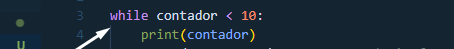 3 while contador < 10:
4 print(contador)
U